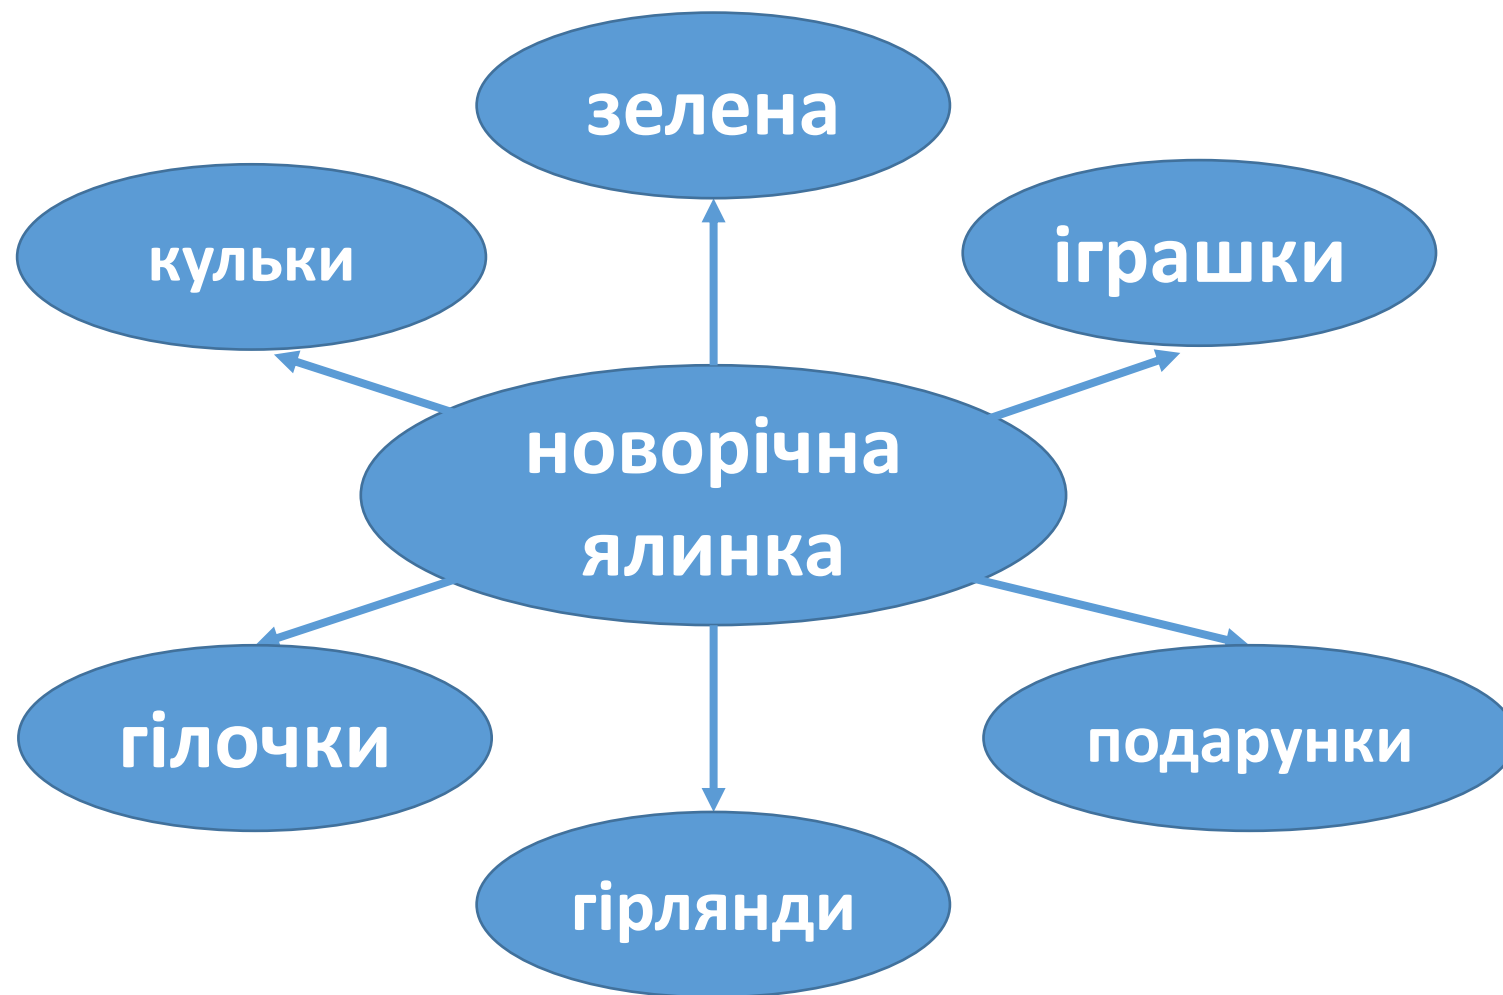 зелена
кульки
іграшки
новорічна
ялинка
гілочки
подарунки
гірлянди